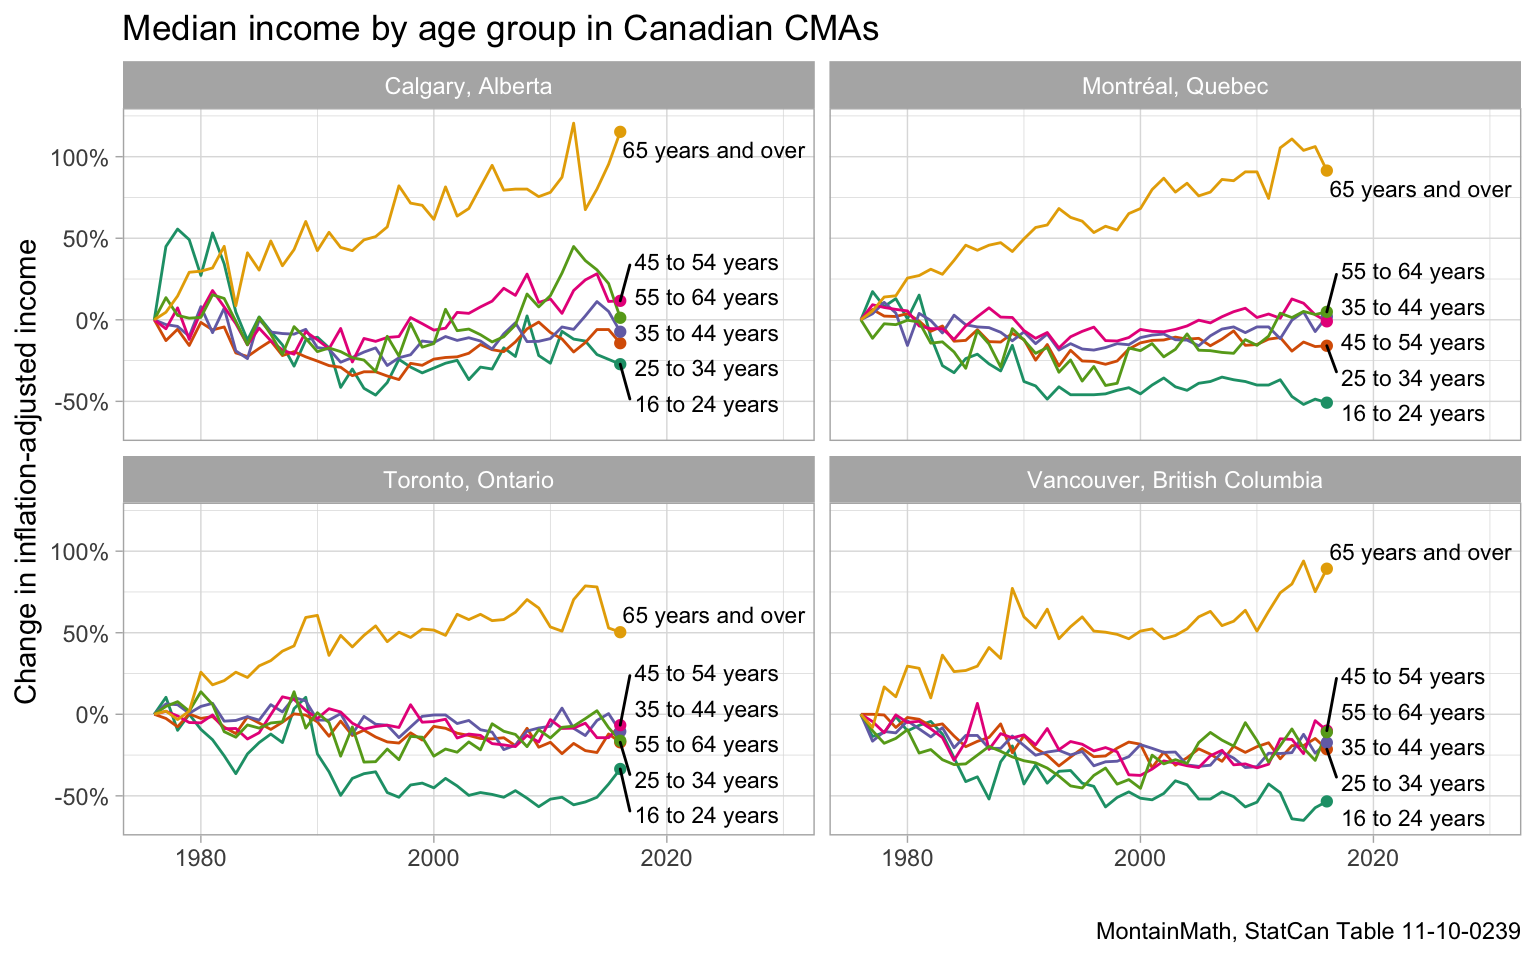 Median income by age group in Canadian CMAs
Change in inflation-adjusted income
Calgary, Alberta
100%
50%
0%
-50%
65 years and over
45 to 54 years
55 to 64 years
35 to 44 years
25 to 34 years
16 to 24 years
Montréal, Quebec
65 years and over
55 to 64 years
35 to 44 years
45 to 54 years
25 to 34 years
16 to 24 years
Toronto, Ontario
100%
50%
0%
-50%
65 years and over
45 to 54 years
35 to 44 years
55 to 64 years
25 to 34 years
16 to 24 years
1980
2000
2020
Vancouver, British Columbia
65 years and over
45 to 54 years
55 to 64 years
35 to 44 years
25 to 34 years
16 to 24 years
1980
2000
2020
MontainMath, StatCan Table 11-10-0239